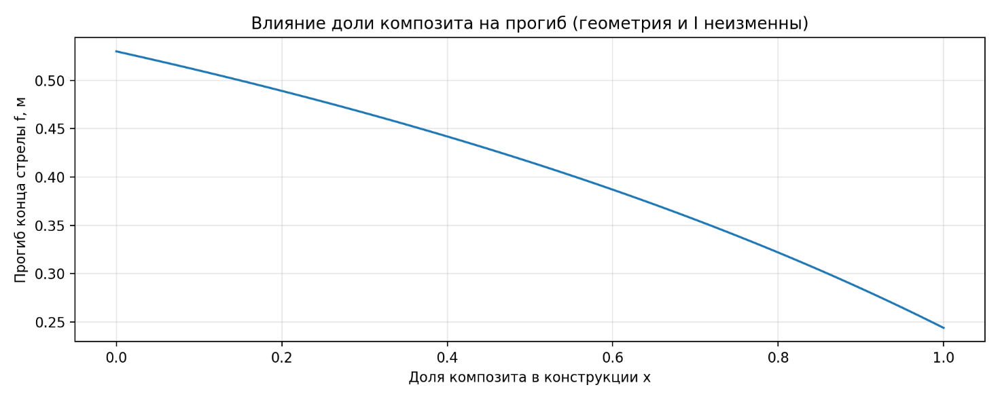 Влияние доли композита на прогиб (геометрия и I неизменны)
Прогиб конца стрелы f, м
0.50
0.45
0.40
0.35
0.30
0.25
0.0 0.2 0.4 0.6 0.8 1.0
Доля композита в конструкции x